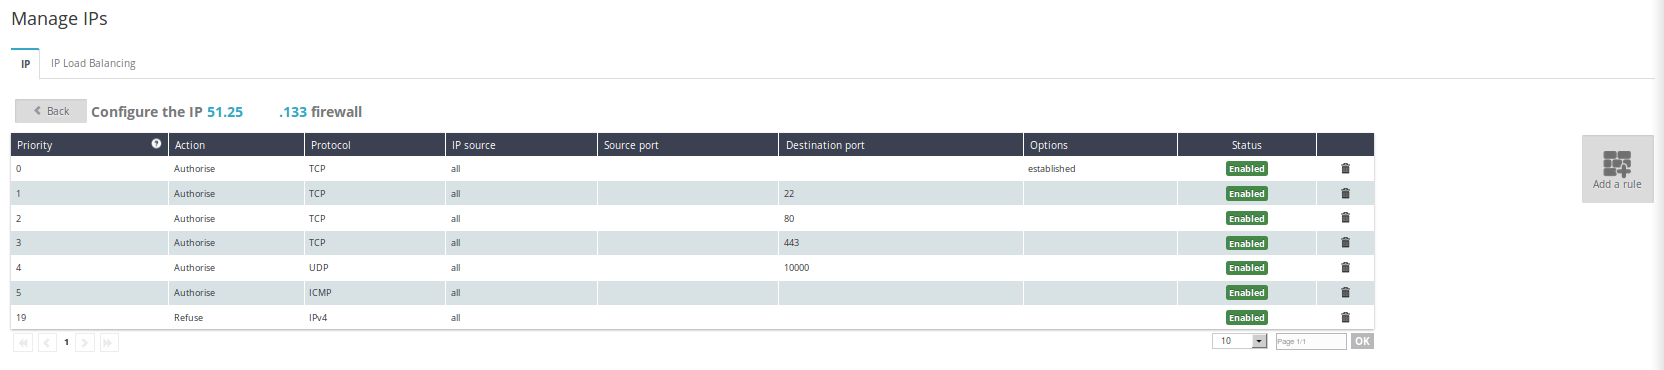 Manage IPs
IP IP Load Balancing
Back Configure the IP 51.25 .133 firewall
Priority ? Action Protocol IP source Source port Destination port Options Status
0 Authorise TCP all established Enabled
1 Authorise TCP all 22 Enabled
2 Authorise TCP all 80 Enabled
3 Authorise TCP all 443 Enabled
4 Authorise UDP all 10000 Enabled
5 Authorise ICMP all Enabled
19 Refuse IPv4 all Enabled
Add a rule
1 10 Page 1/1 OK